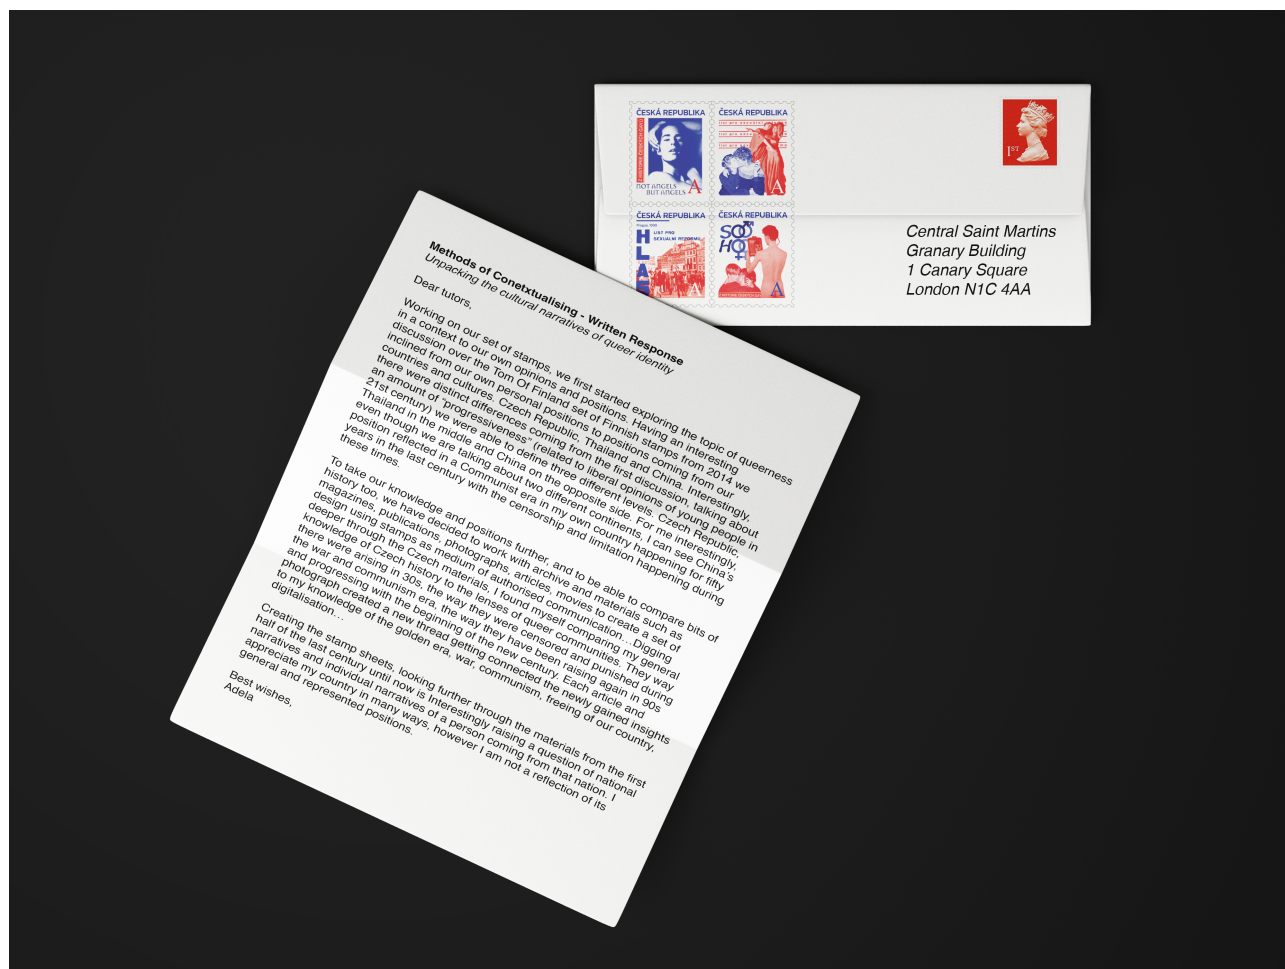 ČESKÁ REPUBLIKA
NOT ANGELS
BUT ANGELS
A
ČESKÁ REPUBLIKA
A
ČESKÁ REPUBLIKA
LIST PRO
SEXUALNI REFORMU
HLAS
A
ČESKÁ REPUBLIKA
SOO
HO
A
1ST
Central Saint Martins
Granary Building
1 Canary Square
London N1C 4AA
Methods of Conetxtualising - Written Response
Unpacking the cultural narratives of queer identity
Dear tutors,
Working on our set of stamps, we first started exploring the topic of queerness
in a context to our own opinions and positions. Having an interesting
discussion over the Tom Of Finland set of Finnish stamps from 2014 we
inclined from our own personal positions to positions coming from our
countries and cultures. Czech Republic, Thailand and China. Interestingly,
there were distinct differences coming from the first discussion, talking about
an amount of "progressiveness" (related to liberal opinions of young people in
21st century) we were able to define three different levels. Czech Republic,
Thailand in the middle and China on the opposite side. For me interestingly,
even though we are talking about two different continents, I can see China's
position reflected in a Communist era in my own country happening for fifty
years in the last century with the censorship and limitation happening during
these times.
To take our knowledge and positions further, and to be able to compare bits of
history too, we have decided to work with archive and materials such as
magazines, publications, photographs, articles, movies to create a set of
design using stamps as medium of authorised communication… Digging
deeper through the Czech materials, I found myself comparing my general
knowledge of Czech history to the lenses of queer communities. They way
there were arising in 30s, the way they were censored and punished during
the war and communism era, the way they have been raising again in 90s
and progressing with the beginning of the new century. Each article and
photograph created a new thread getting connected the newly gained insights
to my knowledge of the golden era, war, communism, freeing of our country,
digitalisation…
Creating the stamp sheets, looking further through the materials from the first
half of the last century until now is Interestingly raising a question of national
narratives and individual narratives of a person coming from that nation. I
appreciate my country in many ways, however I am not a reflection of its
general and represented positions.
Best wishes,
Adela